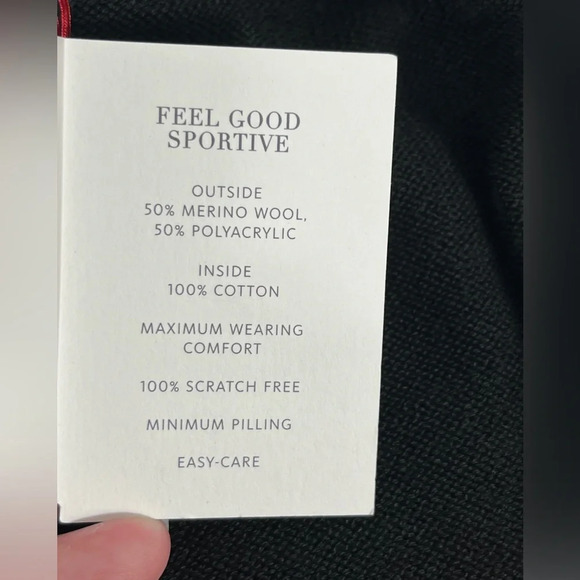 FEEL GOOD
SPORTIVE
OUTSIDE
50% MERINO WOOL,
50% POLYACRYLIC
INSIDE
100% COTTON
MAXIMUM WEARING
COMFORT
100% SCRATCH FREE
MINIMUM PILLING
EASY-CARE